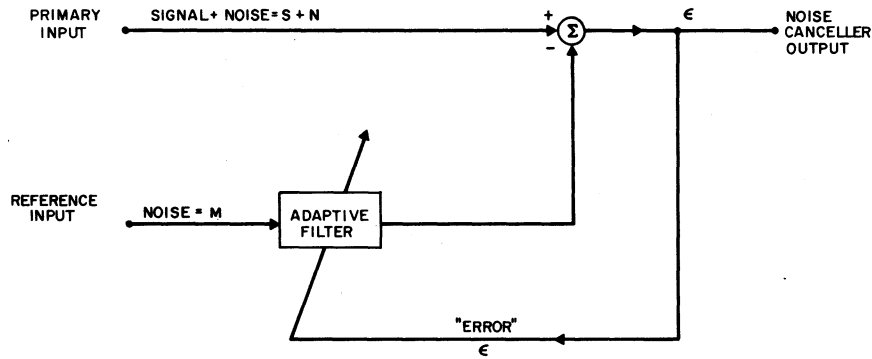 PRIMARY
INPUT
SIGNAL + NOISE = S + N
+
Σ
-
ϵ
NOISE
CANCELLER
OUTPUT
REFERENCE
INPUT
NOISE = M
ADAPTIVE
FILTER
"ERROR"
ϵ